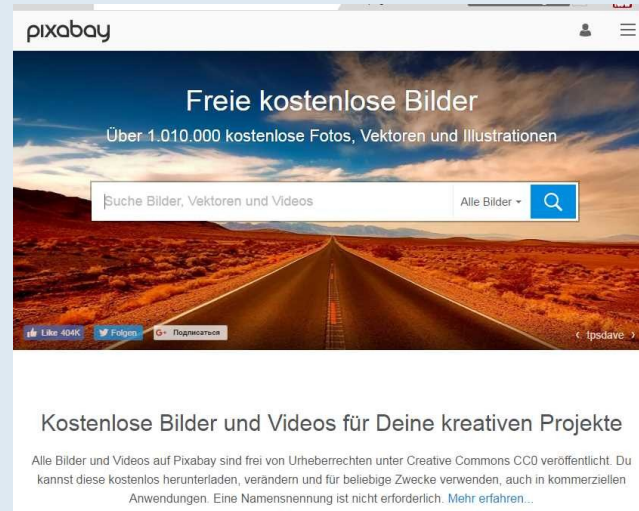 pixabay
Freie kostenlose Bilder
Über 1.010.000 kostenlose Fotos, Vektoren und Illustrationen
Suche Bilder, Vektoren und Videos Alle Bilder
Like 404K Folgen G+ Подписаться ‹ tpsdave ›
Kostenlose Bilder und Videos für Deine kreativen Projekte
Alle Bilder und Videos auf Pixabay sind frei von Urheberrechten unter Creative Commons CC0 veröffentlicht. Du
kannst diese kostenlos herunterladen, verändern und für beliebige Zwecke verwenden, auch in kommerziellen
Anwendungen. Eine Namensnennung ist nicht erforderlich. Mehr erfahren...